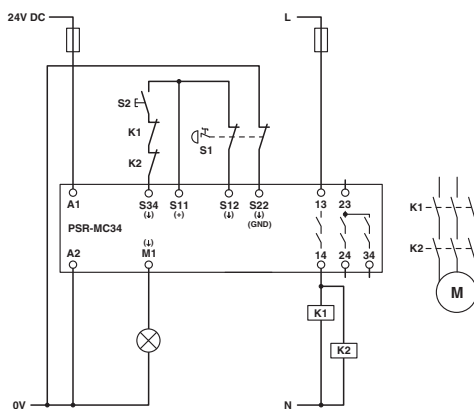 24V DC
L
S2
K1
S1
K2
A1
S34
S11
S12
S22
13
23
(↓)
(+)
(↓)
(↓)
(GND)
PSR-MC34
(↓)
A2
M1
14
24
34
K1
K2
M
K1
K2
0V
N